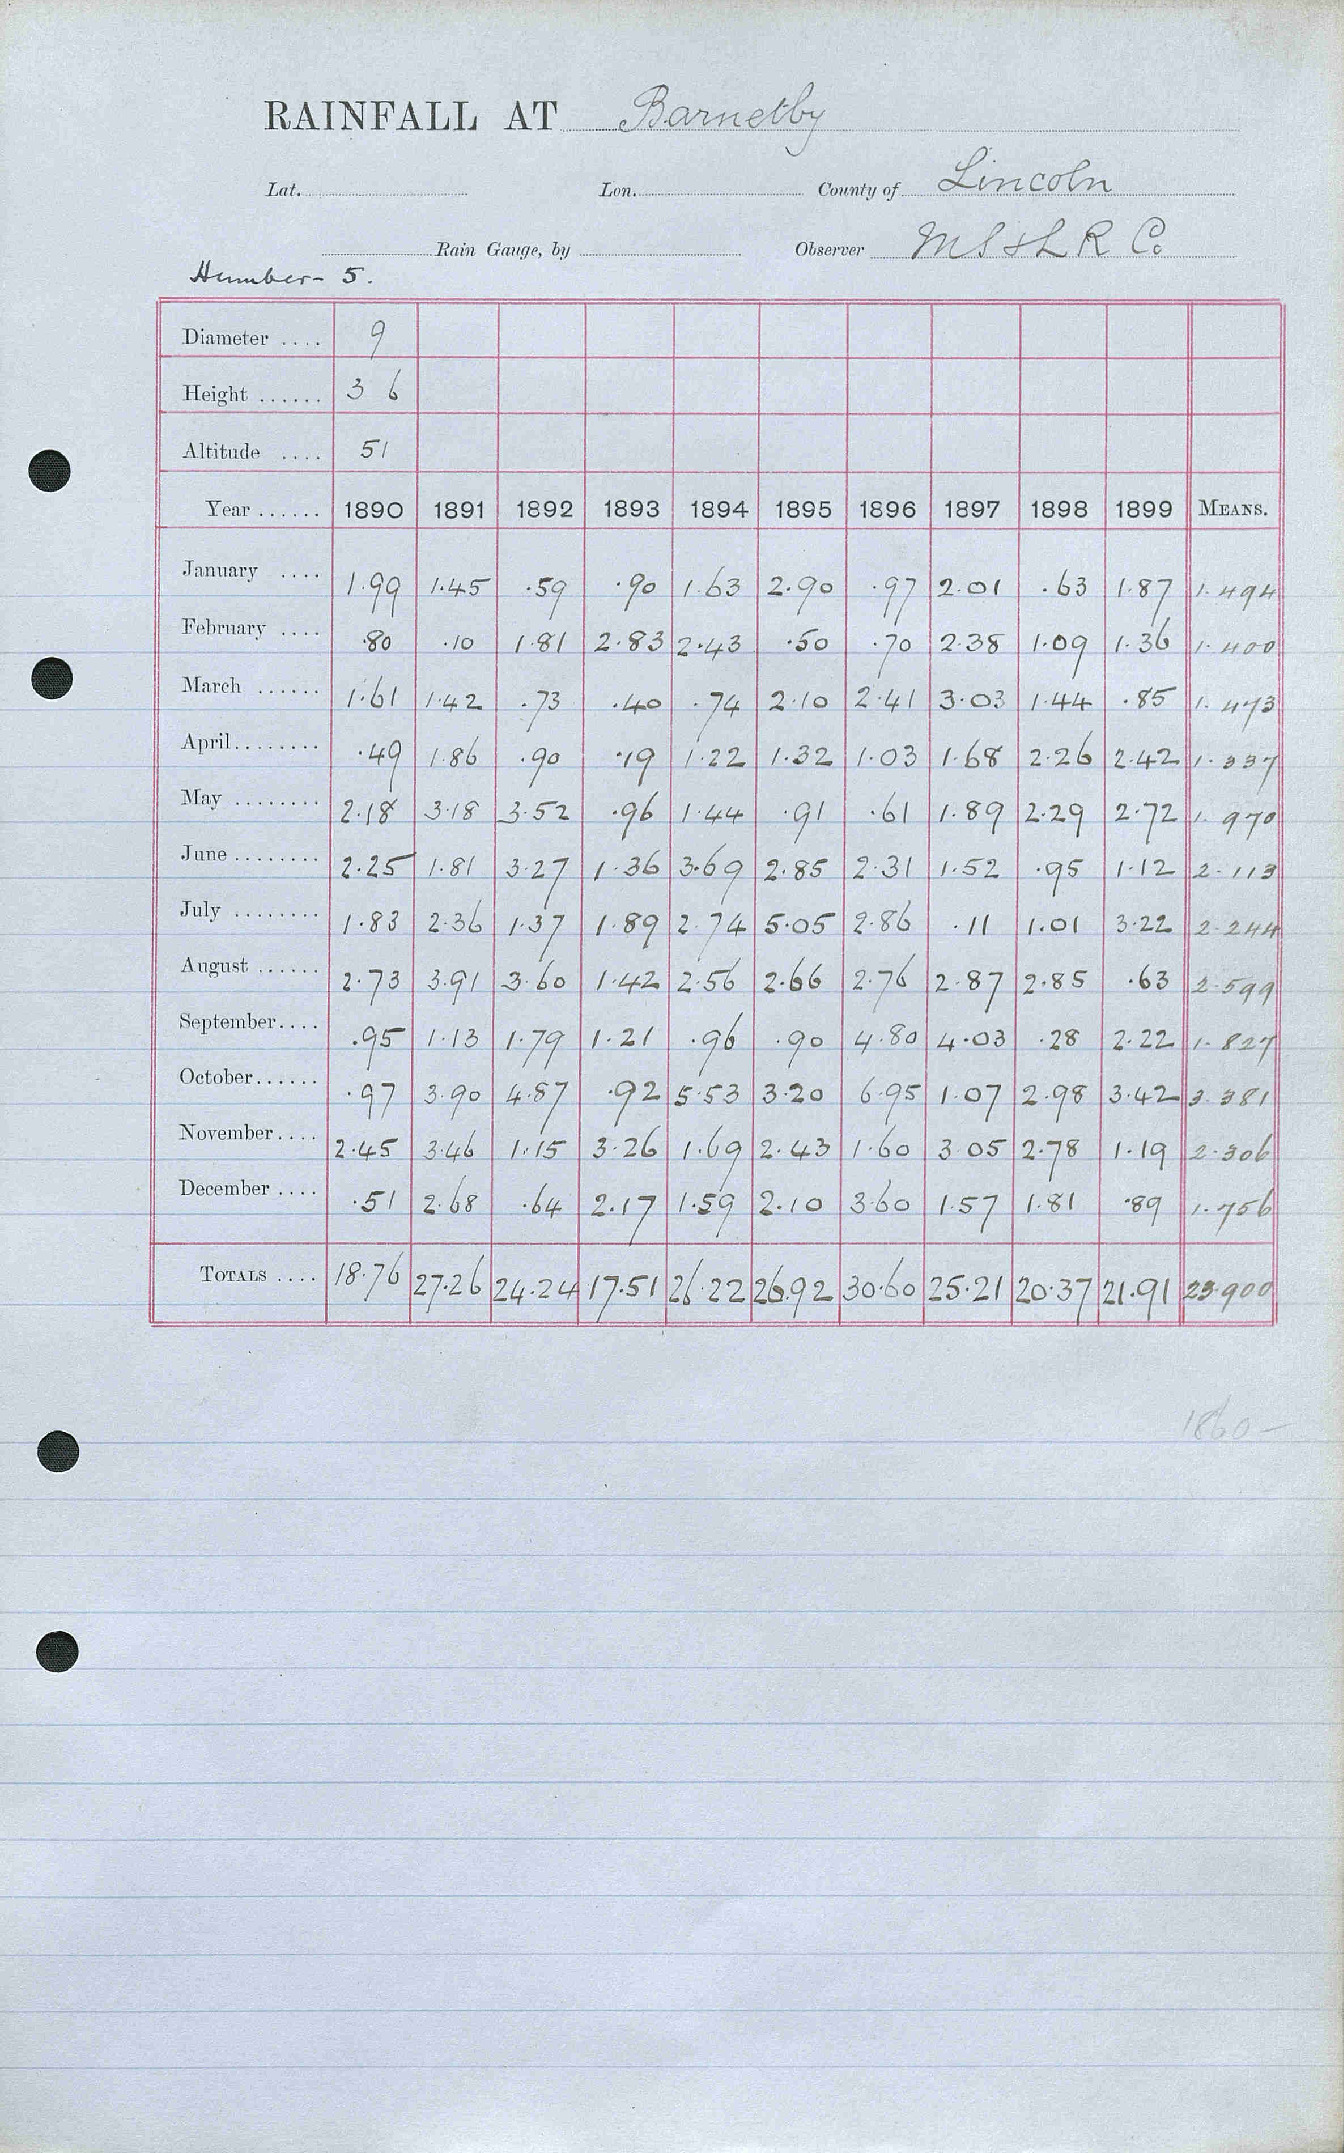 RAINFALL AT Barnetby
Lat. Lon. County of Lincoln
Rain Gauge, by Observer M S & L R Co
Humber - 5.
Diameter .... 9
Height ...... 3 6
Altitude .... 51
Year ...... 1890 1891 1892 1893 1894 1895 1896 1897 1898 1899 MEANS.
January .... 1.99 1.45 .59 .90 1.63 2.90 .97 2.01 .63 1.87 1.494
February .... .80 .10 1.81 2.83 2.43 .50 .70 2.38 1.09 1.36 1.400
March ...... 1.61 1.42 .73 .40 .74 2.10 2.41 3.03 1.44 .85 1.473
April ........ .49 1.86 .90 .19 1.22 1.32 1.03 1.68 2.26 2.42 1.337
May ........ 2.18 3.18 3.52 .96 1.44 .91 .61 1.89 2.29 2.72 1.970
June ........ 2.25 1.81 3.27 1.36 3.69 2.85 2.31 1.52 .95 1.12 2.113
July ........ 1.83 2.36 1.37 1.89 2.74 5.05 2.86 .11 1.01 3.22 2.244
August ...... 2.73 3.91 3.60 1.42 2.56 2.66 2.76 2.87 2.85 .63 2.599
September .... .95 1.13 1.79 1.21 .96 .90 4.80 4.03 .28 2.22 1.827
October ...... .97 3.90 4.87 .92 5.53 3.20 6.95 1.07 2.98 3.42 3.381
November .... 2.45 3.46 1.15 3.26 1.69 2.43 1.60 3.05 2.78 1.19 2.306
December .... .51 2.68 .64 2.17 1.59 2.10 3.60 1.57 1.81 .89 1.756
TOTALS .... 18.76 27.26 24.24 17.51 26.22 26.92 30.60 25.21 20.37 21.91 23.900
1860 -